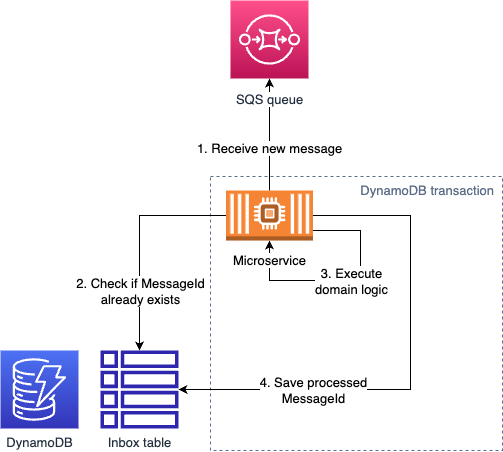 SQS queue
1. Receive new message
DynamoDB transaction
Microservice
2. Check if MessageId
already exists
3. Execute
domain logic
4. Save processed
MessageId
DynamoDB
Inbox table